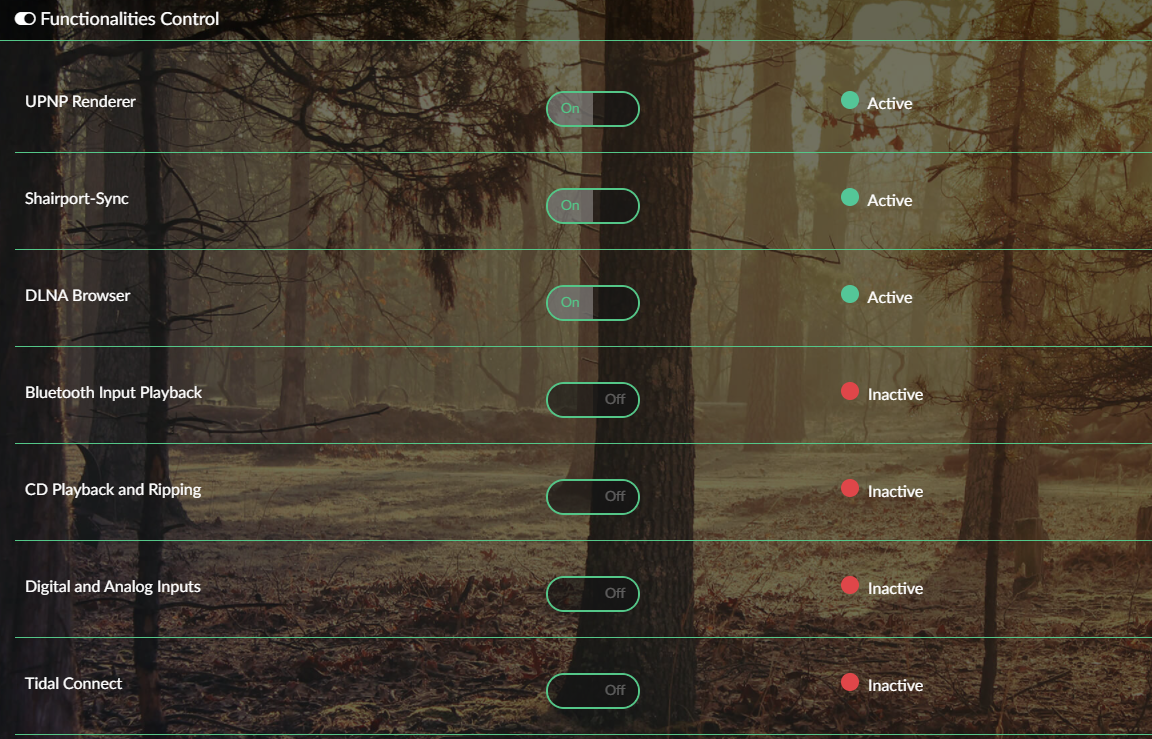 Functionalities Control
UPNP Renderer On Active
Shairport-Sync On Active
DLNA Browser On Active
Bluetooth Input Playback Off Inactive
CD Playback and Ripping Off Inactive
Digital and Analog Inputs Off Inactive
Tidal Connect Off Inactive